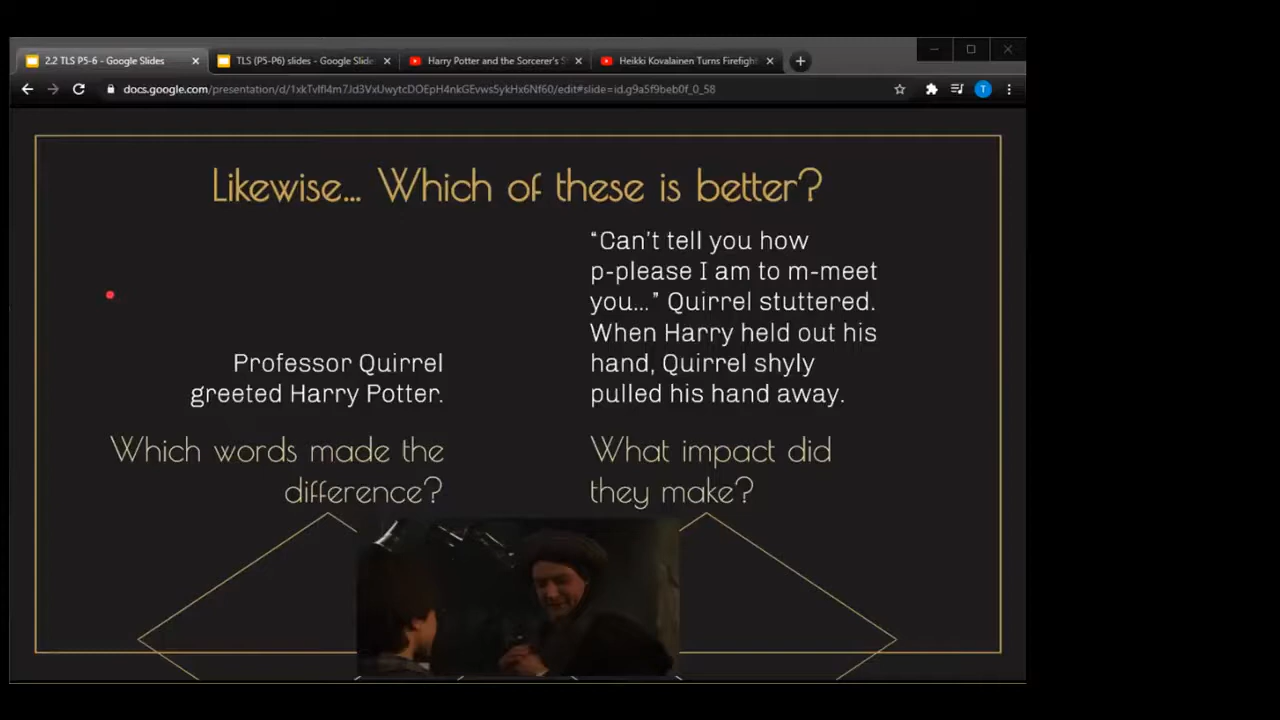 2.2 TLS P5-6 - Google Slides
TLS (P5-P6) slides - Google Slide
Harry Potter and the Sorcerer's S
Heikki Kovalainen Turns Firefight
docs.google.com/presentation/d/1xkTvlfl4m7Jd3VxUwytcDOEpH4nkGEvws5ykHx6Nf60/edit#slide=id.g9a5f9beb0f_0_58
T
Likewise... Which of these is better?
Professor Quirrel
greeted Harry Potter.
"Can't tell you how
p-please I am to m-meet
you..." Quirrel stuttered.
When Harry held out his
hand, Quirrel shyly
pulled his hand away.
Which words made the
difference?
What impact did
they make?